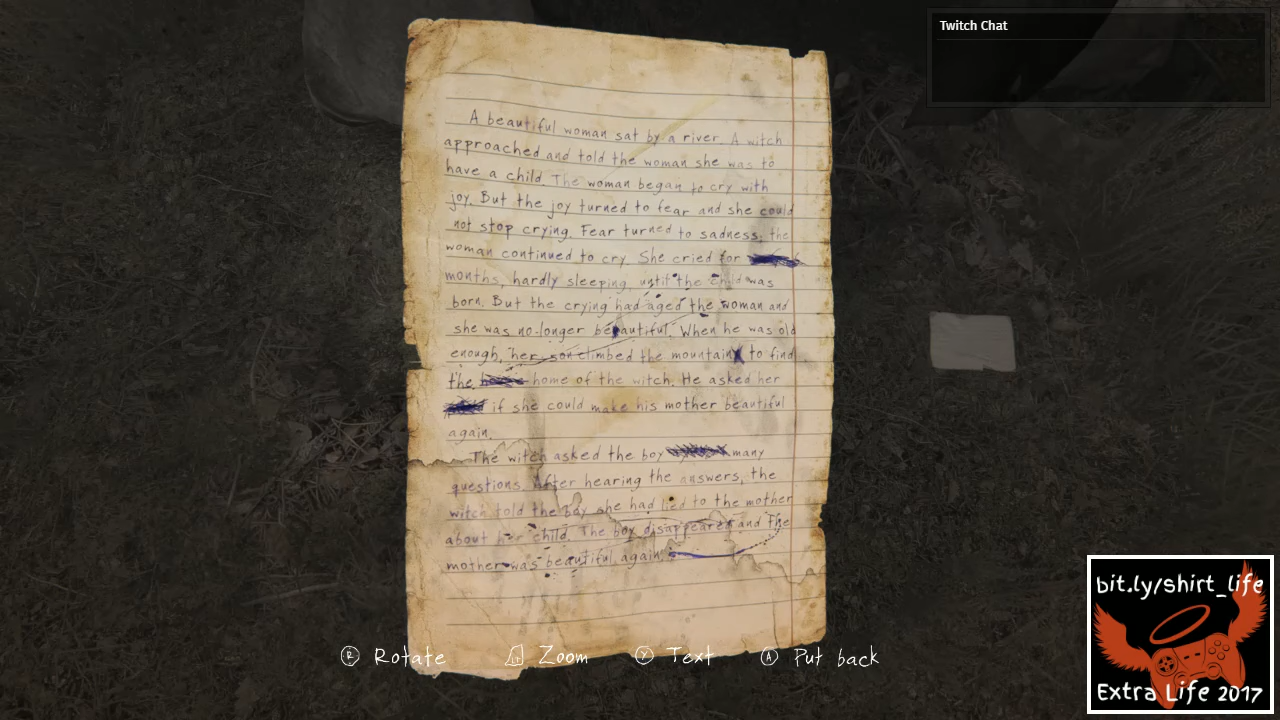 Twitch Chat
A beautiful woman sat by a river. A witch
approached and told the woman she was to
have a child. The woman began to cry with
joy. But the joy turned to fear and she could
not stop crying. Fear turned to sadness; the
woman continued to cry. She cried for
months, hardly sleeping, until the child was
born. But the crying had aged the woman and
she was no-longer beautiful. When he was old
enough, her son climbed the mountain to find
the home of the witch. He asked her
if she could make his mother beautiful
again.
The witch asked the boy many
questions. After hearing the answers, the
witch told the boy she had lied to the mother
about her child. The boy disappeared and the
mother was beautiful again.
R Rotate LT Zoom Y Text A Put back
bit.ly/shirt_life
Extra Life 2017